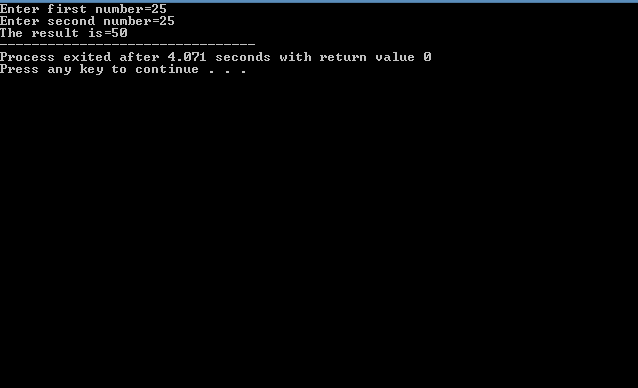 Enter first number=25
Enter second number=25
The result is=50
--------------------------------
Process exited after 4.071 seconds with return value 0
Press any key to continue . . .